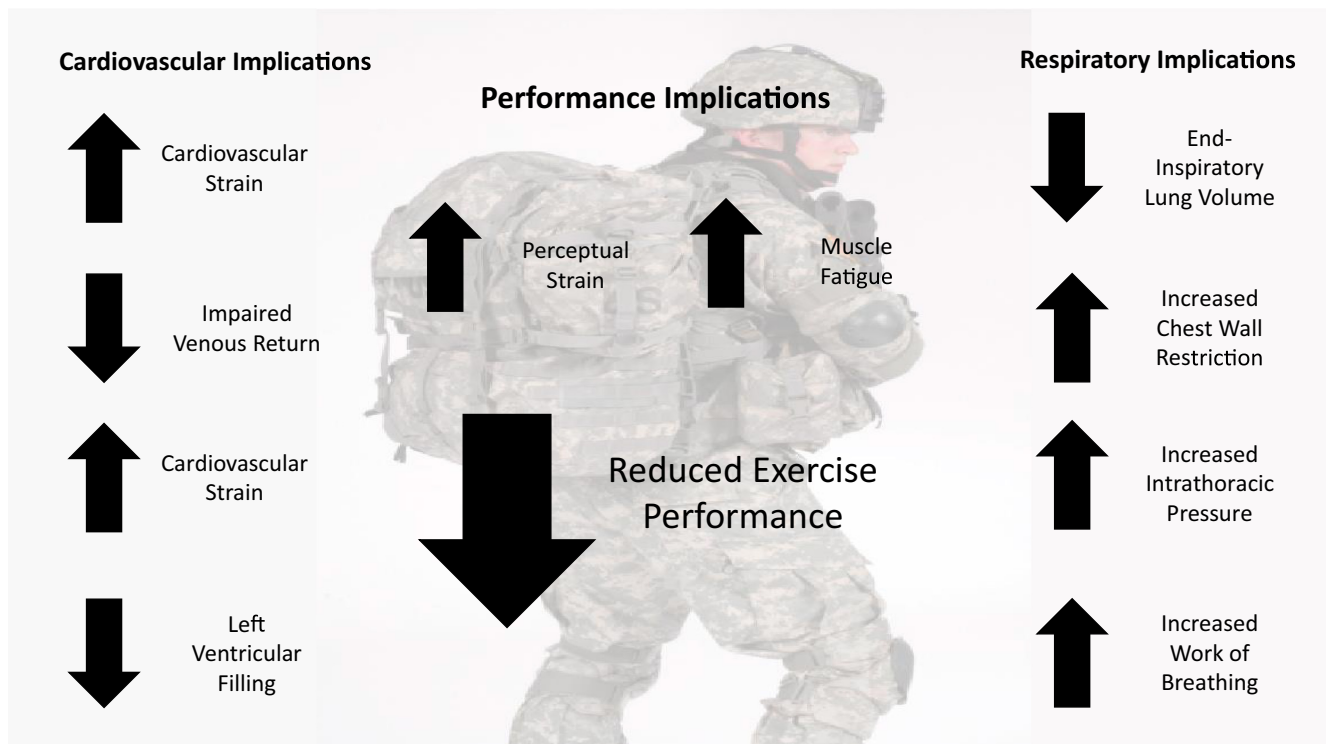 Cardiovascular Implications
Cardiovascular
Strain
Impaired
Venous Return
Cardiovascular
Strain
Left
Ventricular
Filling
Performance Implications
Perceptual
Strain
Muscle
Fatigue
Reduced Exercise
Performance
Respiratory Implications
End-
Inspiratory
Lung Volume
Increased
Chest Wall
Restriction
Increased
Intrathoracic
Pressure
Increased
Work of
Breathing